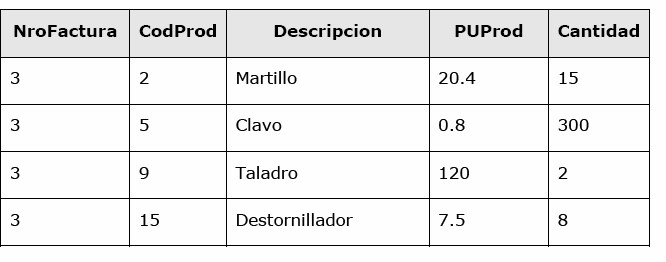 NroFactura CodProd Descripcion PUProd Cantidad
3 2 Martillo 20.4 15
3 5 Clavo 0.8 300
3 9 Taladro 120 2
3 15 Destornillador 7.5 8